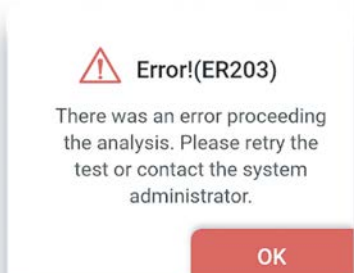 Error!(ER203)
There was an error proceeding
the analysis. Please retry the
test or contact the system
administrator.
OK